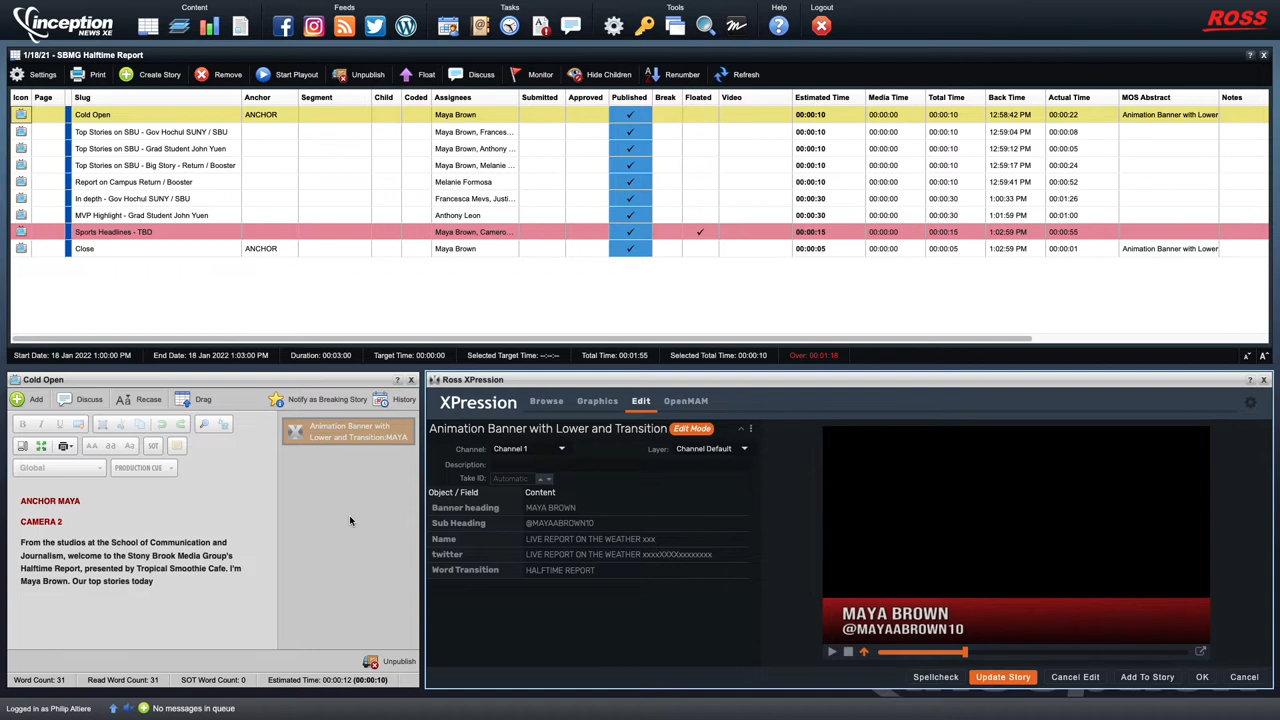 inception
NEWS, SOCIAL MEDIA & MORE
Content
Feeds
Tasks
Tools
Help
Logout
ROSS
1/18/21 - SBMG Halftime Report
Settings Print Create Story Remove Start Playout Unpublish Float Discuss Monitor Hide Children Renumber Refresh
Icon Page Slug Anchor Segment Child Coded Assignees Submitted Approved Published Break Floated Video Estimated Time Media Time Total Time Back Time Actual Time MOS Abstract Notes
Cold Open ANCHOR Maya Brown ✓ 00:00:10 00:00:00 00:00:10 12:58:42 PM 00:00:22 Animation Banner with Lower
Top Stories on SBU - Gov Hochul SUNY / SBU Maya Brown, Frances... ✓ 00:00:10 00:00:00 00:00:10 12:59:04 PM 00:00:08
Top Stories on SBU - Grad Student John Yuen Maya Brown, Anthony ... ✓ 00:00:10 00:00:00 00:00:10 12:59:12 PM 00:00:05
Top Stories on SBU - Big Story - Return / Booster Maya Brown, Melanie ... ✓ 00:00:10 00:00:00 00:00:10 12:59:17 PM 00:00:24
Report on Campus Return / Booster Melanie Formosa ✓ 00:00:10 00:00:00 00:00:10 12:59:41 PM 00:00:52
In depth - Gov Hochul SUNY / SBU Francesca Mevs, Justi... ✓ 00:00:30 00:00:00 00:00:30 1:00:33 PM 00:01:26
MVP Highlight - Grad Student John Yuen Anthony Leon ✓ 00:00:30 00:00:00 00:00:30 1:01:59 PM 00:01:00
Sports Headlines - TBD Maya Brown, Camero... ✓ ✓ 00:00:15 00:00:00 00:00:15 1:02:59 PM 00:00:55
Close ANCHOR Maya Brown ✓ 00:00:05 00:00:00 00:00:05 1:02:59 PM 00:00:01 Animation Banner with Lower
Start Date: 18 Jan 2022 1:00:00 PM End Date: 18 Jan 2022 1:03:00 PM Duration: 00:03:00 Target Time: 00:00:00 Selected Target Time: --:--:-- Total Time: 00:01:55 Selected Total Time: 00:00:10 Over: 00:01:18
Cold Open
Add Discuss Recase Drag Notify as Breaking Story History
B I U
AA aa Aa SOT
Global PRODUCTION CUE
Animation Banner with
Lower and Transition:MAYA
ANCHOR MAYA
CAMERA 2
From the studios at the School of Communication and
Journalism, welcome to the Stony Brook Media Group's
Halftime Report, presented by Tropical Smoothie Cafe. I'm
Maya Brown. Our top stories today
Unpublish
Word Count: 31 Read Word Count: 31 SOT Word Count: 0 Estimated Time: 00:00:12 (00:00:10)
Ross XPression
XPression Browse Graphics Edit OpenMAM
Animation Banner with Lower and Transition Edit Mode
Channel: Channel 1 Layer: Channel Default
Description:
Take ID: Automatic
Object / Field Content
Banner heading MAYA BROWN
Sub Heading @MAYAABROWN10
Name LIVE REPORT ON THE WEATHER xxx
twitter LIVE REPORT ON THE WEATHER xxxxXXXXxxxxxxxx
Word Transition HALFTIME REPORT
MAYA BROWN
@MAYAABROWN10
Spellcheck Update Story Cancel Edit Add To Story OK Cancel
Logged in as Philip Altiere No messages in queue